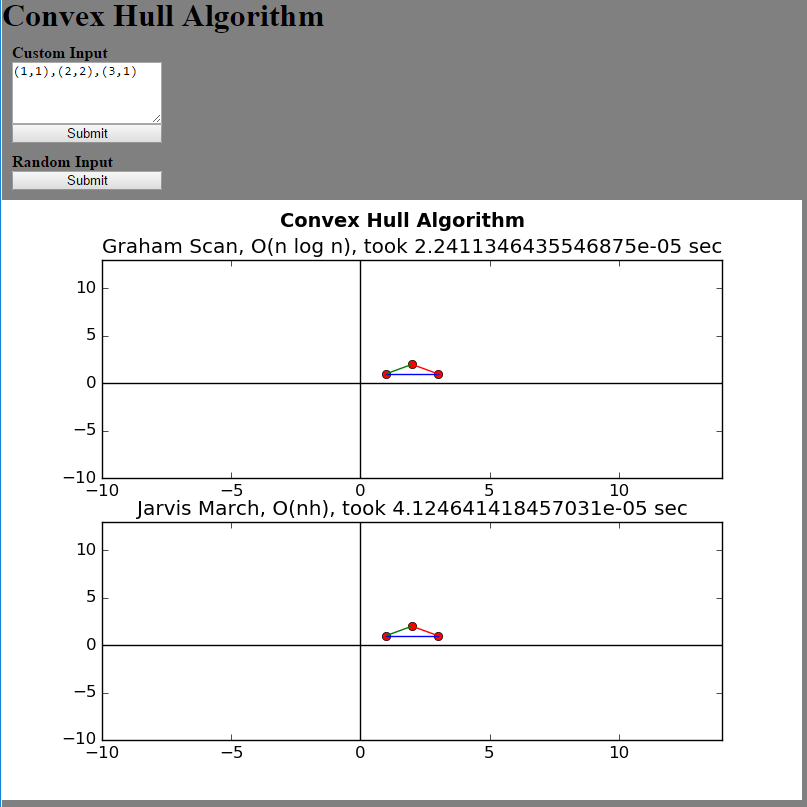 Convex Hull Algorithm
Custom Input
(1,1),(2,2),(3,1)
Submit
Random Input
Submit
Convex Hull Algorithm
Graham Scan, O(n log n), took 2.2411346435546875e-05 sec
10
5
0
−5
−10
−10 −5 0 5 10
Jarvis March, O(nh), took 4.124641418457031e-05 sec
10
5
0
−5
−10
−10 −5 0 5 10